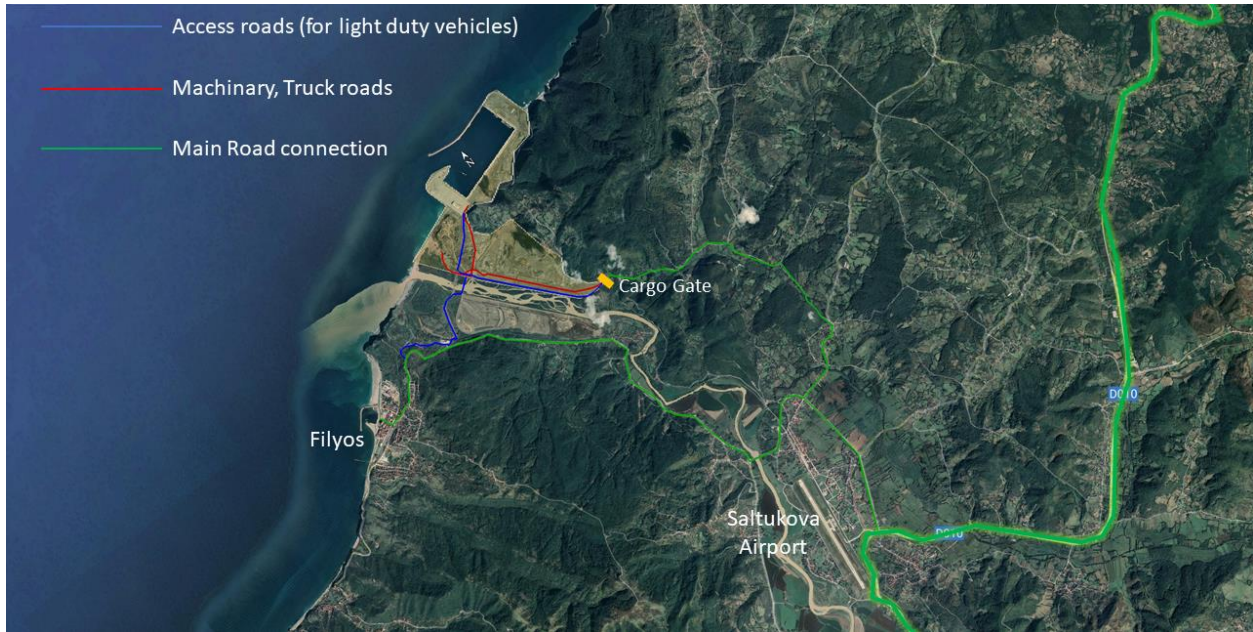 Access roads (for light duty vehicles)
Machinary, Truck roads
Main Road connection
N
Cargo Gate
D010
Filyos
Saltukova
Airport
D010